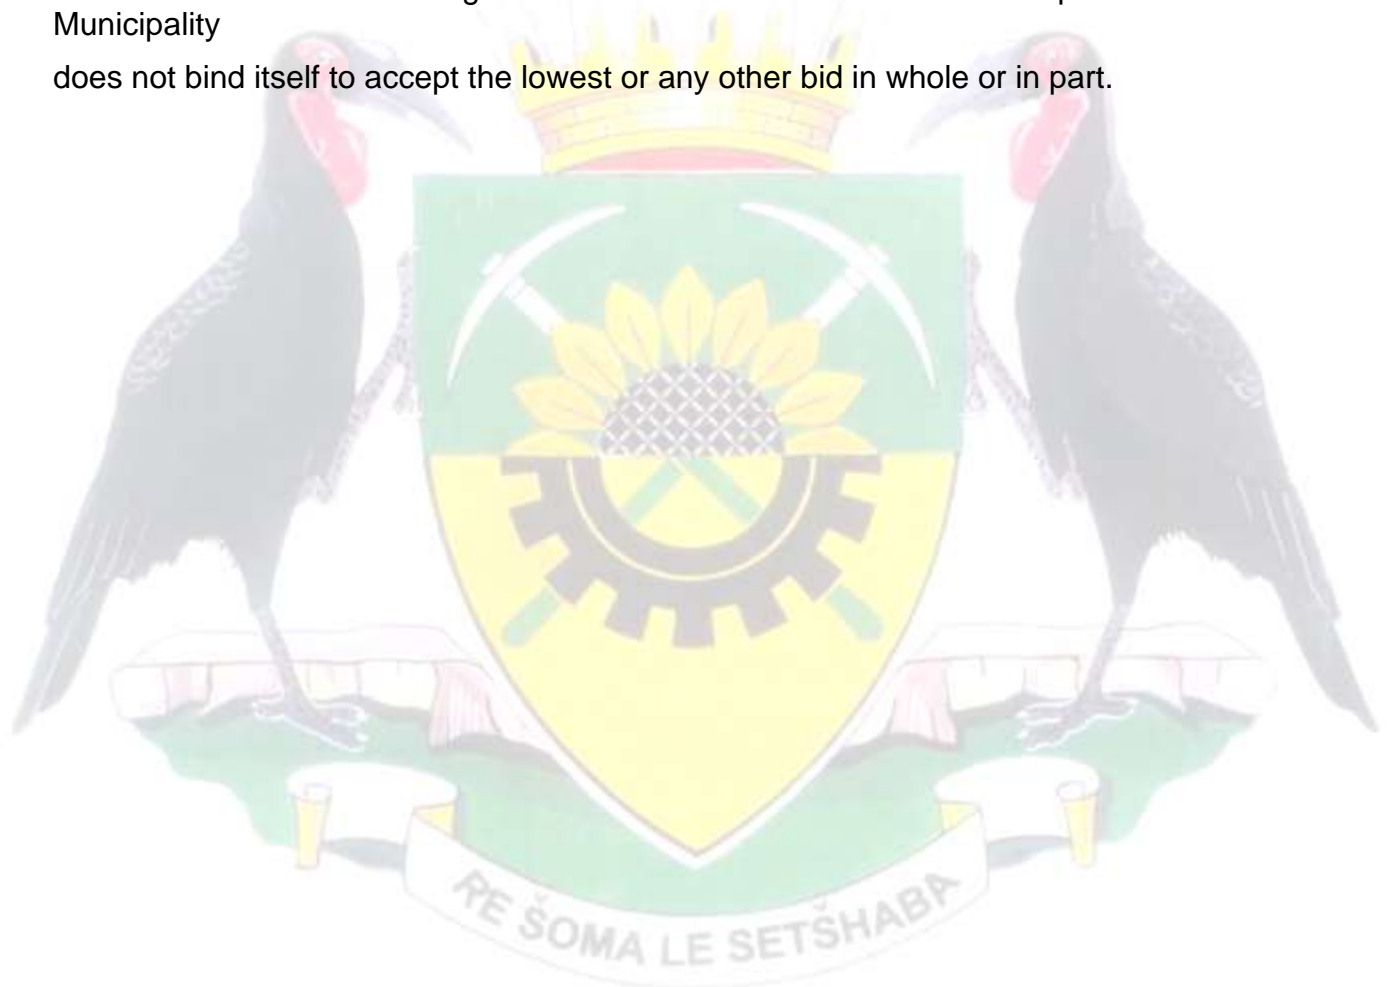 Municipality
does not bind itself to accept the lowest or any other bid in whole or in part.
RE ŠOMA LE SETŠHABA